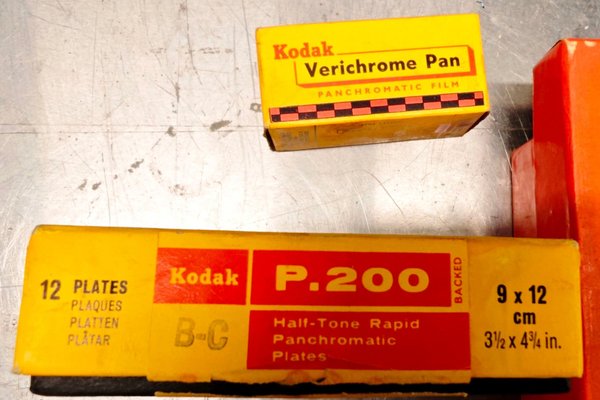 Kodak
Verichrome Pan
PANCHROMATIC FILM
12 PLATES
PLAQUES
PLATTEN
PLÅTAR
Kodak
P.200
BACKED
B-C
Half-Tone Rapid
Panchromatic
Plates
9 x 12
cm
3½ x 4¾ in.